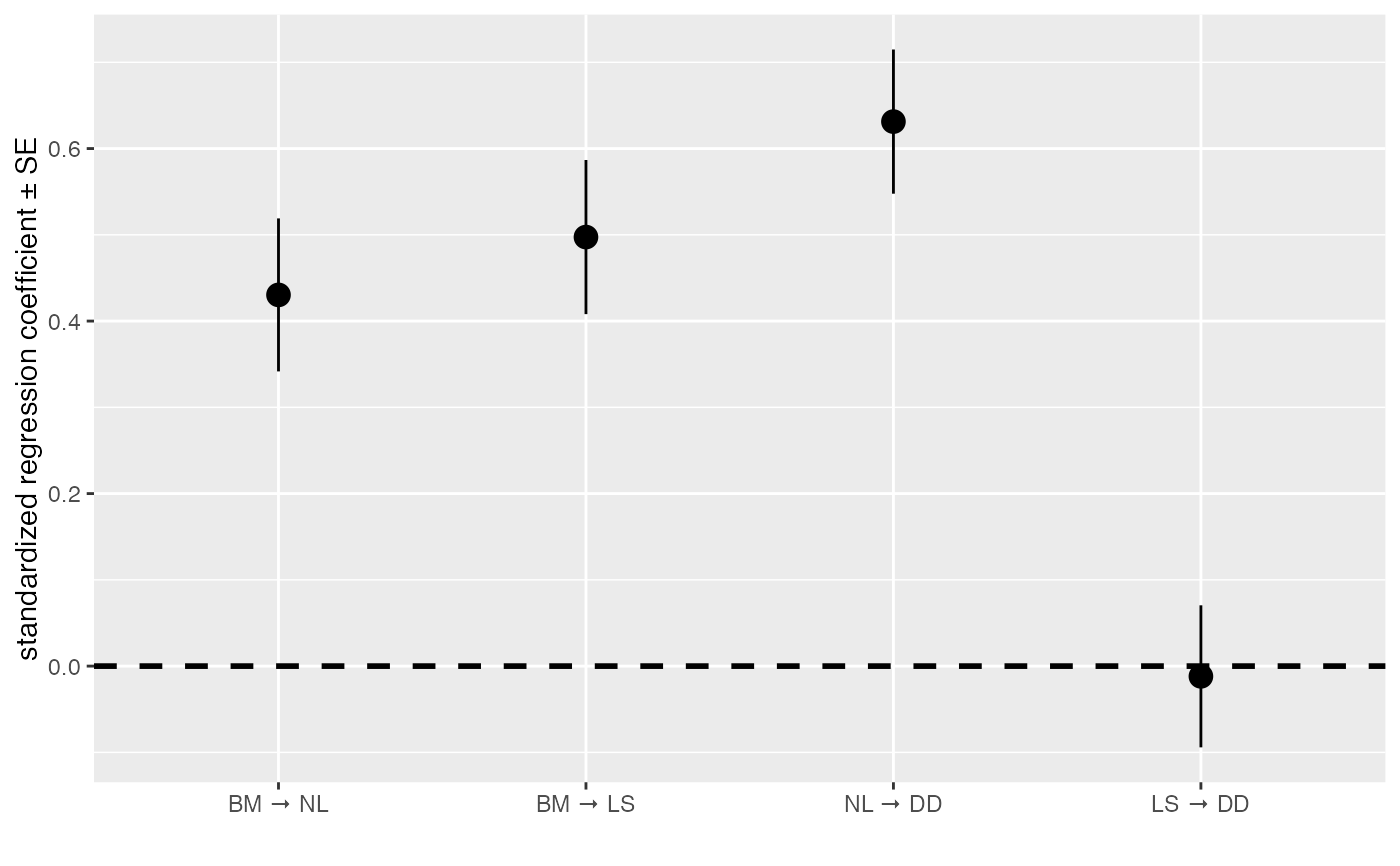 standardized regression coefficient ± SE
0.6
0.4
0.2
0.0
BM → NL
BM → LS
NL → DD
LS → DD